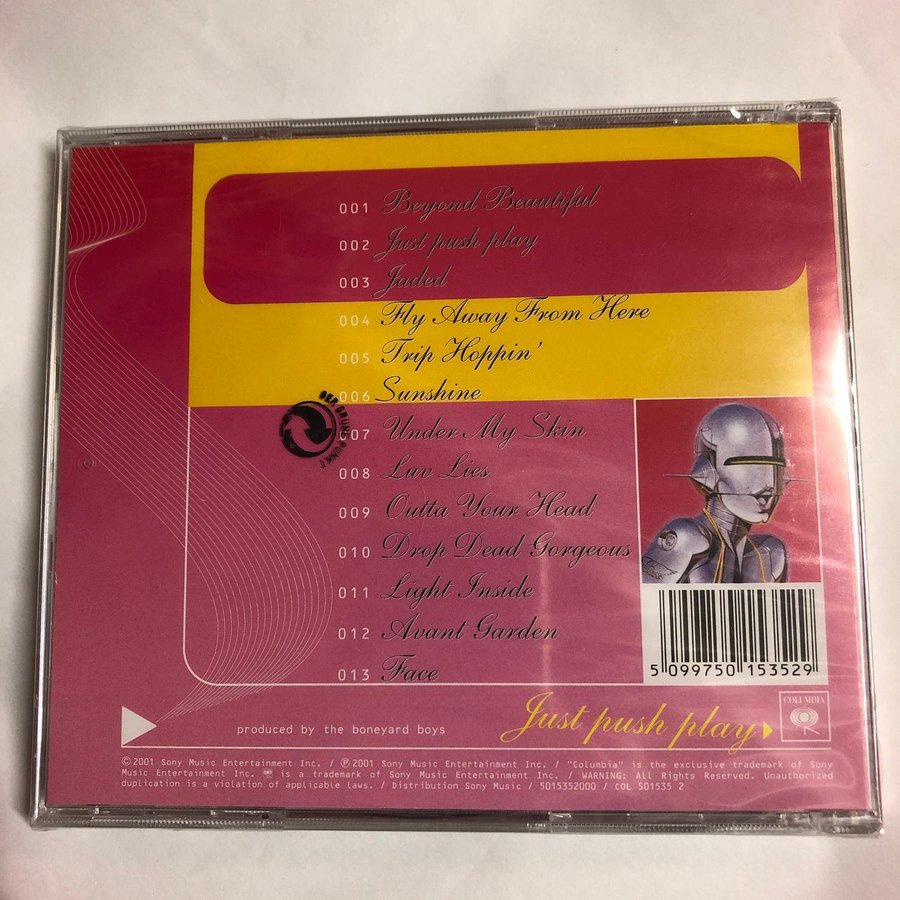 001 Beyond Beautiful
002 Just push play
003 Jaded
004 Fly Away From Here
005 Trip Hoppin'
006 Sunshine
007 Under My Skin
008 Luv Lies
009 Outta Your Head
010 Drop Dead Gorgeous
011 Light Inside
012 Avant Garden
013 Face
DER GRÜNE PUNKT
5 099750 153529
produced by the boneyard boys
Just push play
COLUMBIA
© 2001 Sony Music Entertainment Inc. / ℗ 2001 Sony Music Entertainment Inc. / "Columbia" is the exclusive trademark of Sony
Music Entertainment Inc. is a trademark of Sony Music Entertainment Inc. / WARNING: All Rights Reserved. Unauthorized
duplication is a violation of applicable laws. / Distribution Sony Music / 5015352000 / COL 501535 2